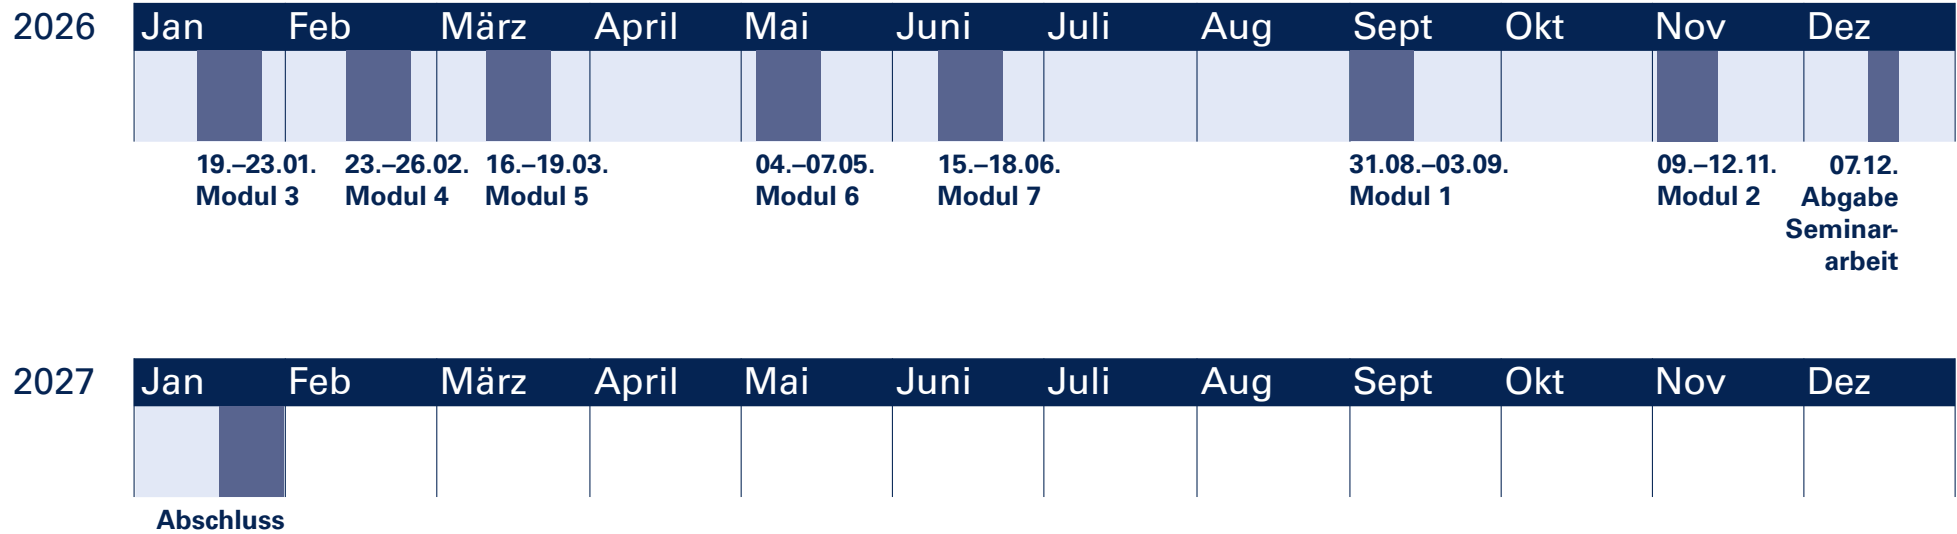 2026 Jan Feb März April Mai Juni Juli Aug Sept Okt Nov Dez
19.–23.01. 23.–26.02. 16.–19.03. 04.–07.05. 15.–18.06. 31.08.–03.09. 09.–12.11. 07.12.
Modul 3 Modul 4 Modul 5 Modul 6 Modul 7 Modul 1 Modul 2 Abgabe
Seminar-
arbeit
2027 Jan Feb März April Mai Juni Juli Aug Sept Okt Nov Dez
Abschluss